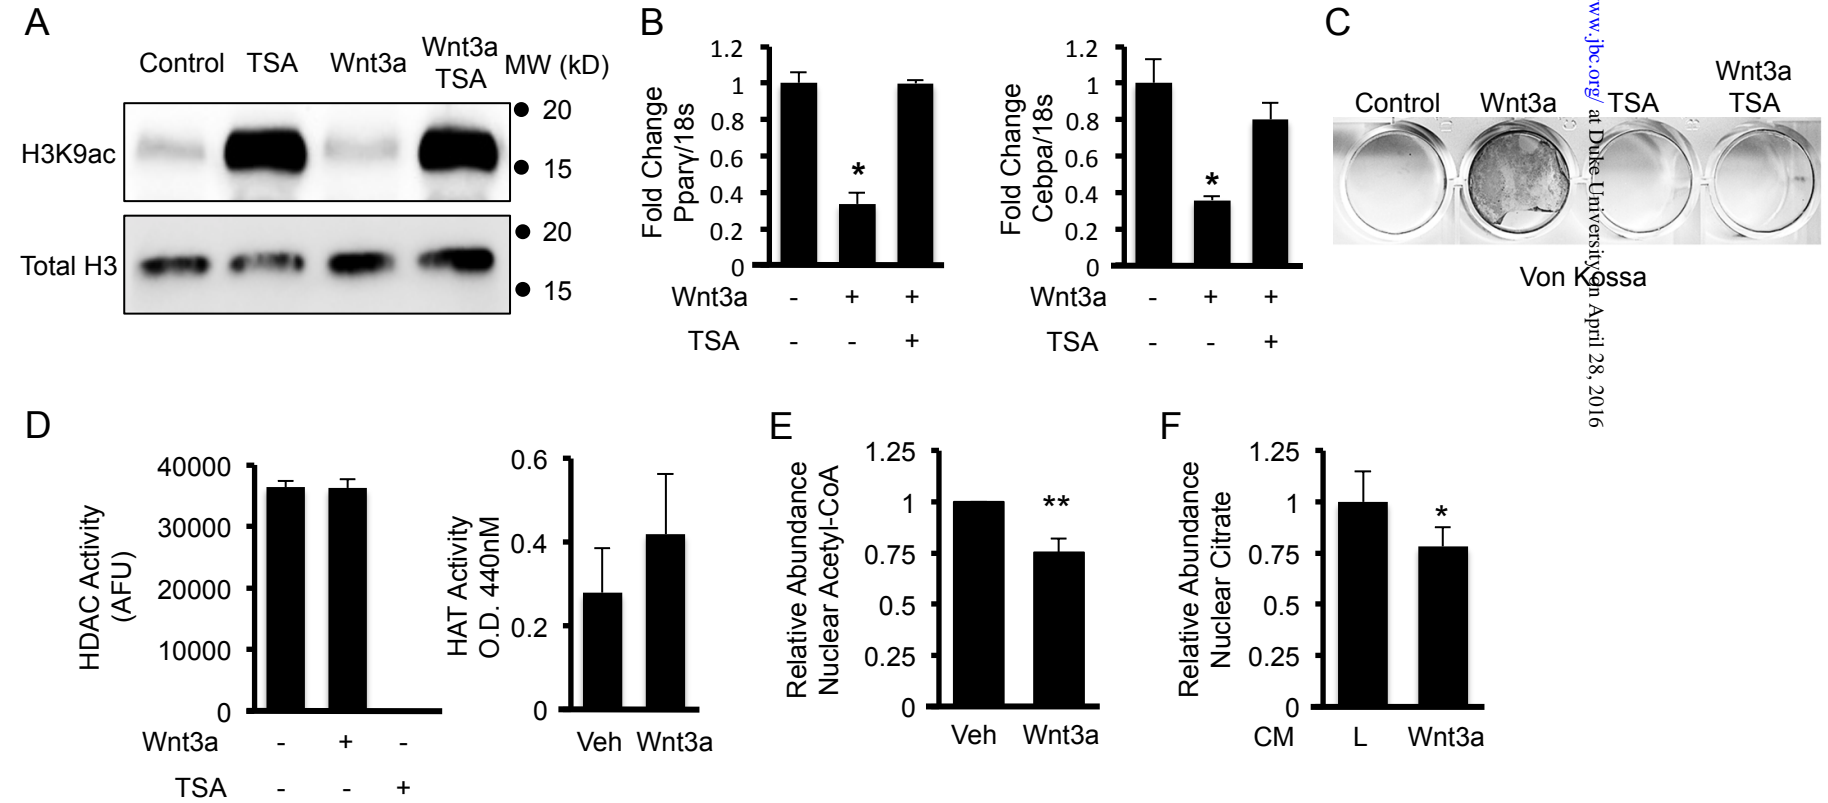 A
Control TSA Wnt3a Wnt3a TSA MW (kD)
H3K9ac
20
15
Total H3
20
15
B
Fold Change
Pparγ/18s
1.2
1
0.8
0.6
0.4
0.2
0
*
Wnt3a - + +
TSA - - +
Fold Change
Cebpa/18s
1.2
1
0.8
0.6
0.4
0.2
0
*
Wnt3a - + +
TSA - - +
C
Control Wnt3a TSA Wnt3a TSA
Von Kossa
ww.jbc.org/ at Duke University on April 28, 2016
D
HDAC Activity
(AFU)
40000
30000
20000
10000
0
Wnt3a - + -
TSA - - +
HAT Activity
O.D. 440nM
0.6
0.4
0.2
0
Veh Wnt3a
E
Relative Abundance
Nuclear Acetyl-CoA
1.25
1
0.75
0.5
0.25
0
**
Veh Wnt3a
F
Relative Abundance
Nuclear Citrate
1.25
1
0.75
0.5
0.25
0
*
CM L Wnt3a